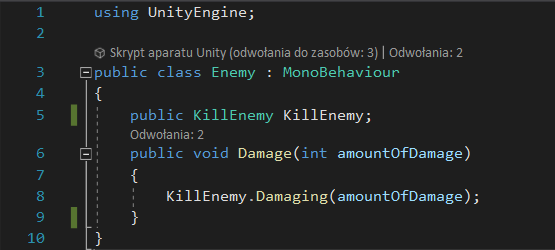 1 using UnityEngine;
2
Skrypt aparatu Unity (odwołania do zasobów: 3) | Odwołania: 2
3 public class Enemy : MonoBehaviour
4 {
5 public KillEnemy KillEnemy;
Odwołania: 2
6 public void Damage(int amountOfDamage)
7 {
8 KillEnemy.Damaging(amountOfDamage);
9 }
10 }